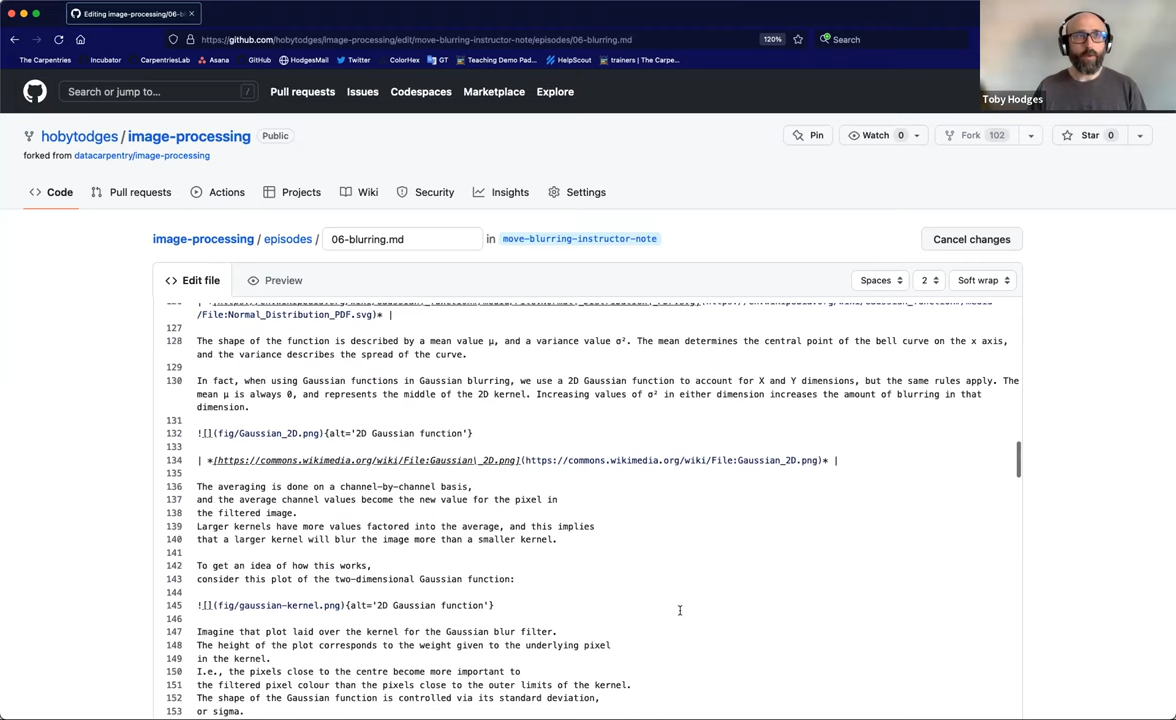 Editing image-processing/06-bl
https://github.com/hobytodges/image-processing/edit/move-blurring-instructor-note/episodes/06-blurring.md
120%
Search
The Carpentries
Incubator
CarpentriesLab
Asana
GitHub
HodgesMail
Twitter
ColorHex
GT
Teaching Demo Pad...
HelpScout
trainers | The Carpe...
Toby Hodges
Search or jump to...
/
Pull requests
Issues
Codespaces
Marketplace
Explore
hobytodges / image-processing
Public
Pin
Watch 0
Fork 102
Star 0
forked from datacarpentry/image-processing
Code
Pull requests
Actions
Projects
Wiki
Security
Insights
Settings
image-processing / episodes / 06-blurring.md in move-blurring-instructor-note
Cancel changes
Edit file
Preview
Spaces
2
Soft wrap
/File:Normal_Distribution_PDF.svg)* |
127
128 The shape of the function is described by a mean value μ, and a variance value σ². The mean determines the central point of the bell curve on the x axis,
and the variance describes the spread of the curve.
129
130 In fact, when using Gaussian functions in Gaussian blurring, we use a 2D Gaussian function to account for X and Y dimensions, but the same rules apply. The
mean μ is always 0, and represents the middle of the 2D kernel. Increasing values of σ² in either dimension increases the amount of blurring in that
dimension.
131
132 ![](fig/Gaussian_2D.png){alt='2D Gaussian function'}
133
134 | *[https://commons.wikimedia.org/wiki/File:Gaussian\_2D.png](https://commons.wikimedia.org/wiki/File:Gaussian_2D.png)* |
135
136 The averaging is done on a channel-by-channel basis,
137 and the average channel values become the new value for the pixel in
138 the filtered image.
139 Larger kernels have more values factored into the average, and this implies
140 that a larger kernel will blur the image more than a smaller kernel.
141
142 To get an idea of how this works,
143 consider this plot of the two-dimensional Gaussian function:
144
145 ![](fig/gaussian-kernel.png){alt='2D Gaussian function'}
146
147 Imagine that plot laid over the kernel for the Gaussian blur filter.
148 The height of the plot corresponds to the weight given to the underlying pixel
149 in the kernel.
150 I.e., the pixels close to the centre become more important to
151 the filtered pixel colour than the pixels close to the outer limits of the kernel.
152 The shape of the Gaussian function is controlled via its standard deviation,
153 or sigma.